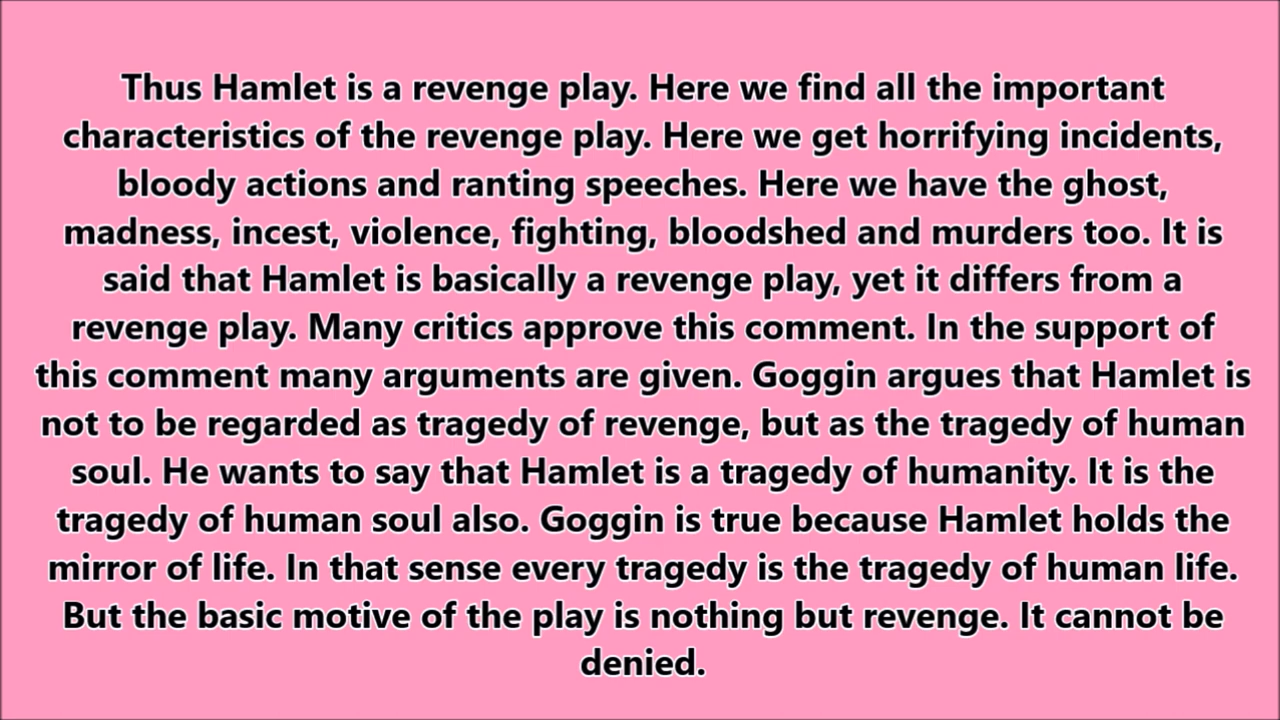 Thus Hamlet is a revenge play. Here we find all the important
characteristics of the revenge play. Here we get horrifying incidents,
bloody actions and ranting speeches. Here we have the ghost,
madness, incest, violence, fighting, bloodshed and murders too. It is
said that Hamlet is basically a revenge play, yet it differs from a
revenge play. Many critics approve this comment. In the support of
this comment many arguments are given. Goggin argues that Hamlet is
not to be regarded as tragedy of revenge, but as the tragedy of human
soul. He wants to say that Hamlet is a tragedy of humanity. It is the
tragedy of human soul also. Goggin is true because Hamlet holds the
mirror of life. In that sense every tragedy is the tragedy of human life.
But the basic motive of the play is nothing but revenge. It cannot be
denied.